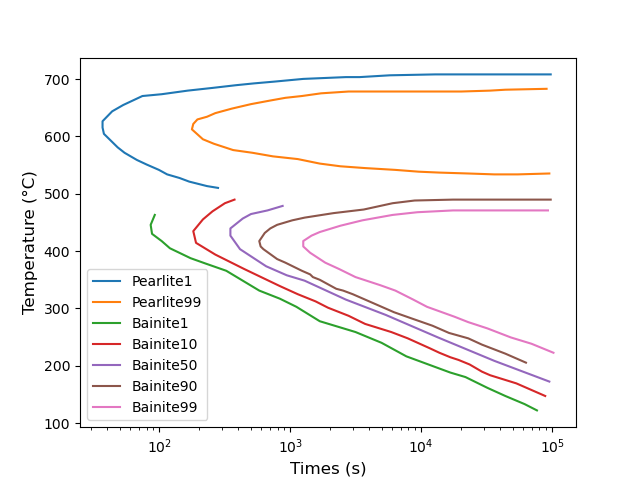 700
600
500
400
300
200
100
Temperature (°C)
Pearlite1
Pearlite99
Bainite1
Bainite10
Bainite50
Bainite90
Bainite99
10²
10³
10⁴
10⁵
Times (s)